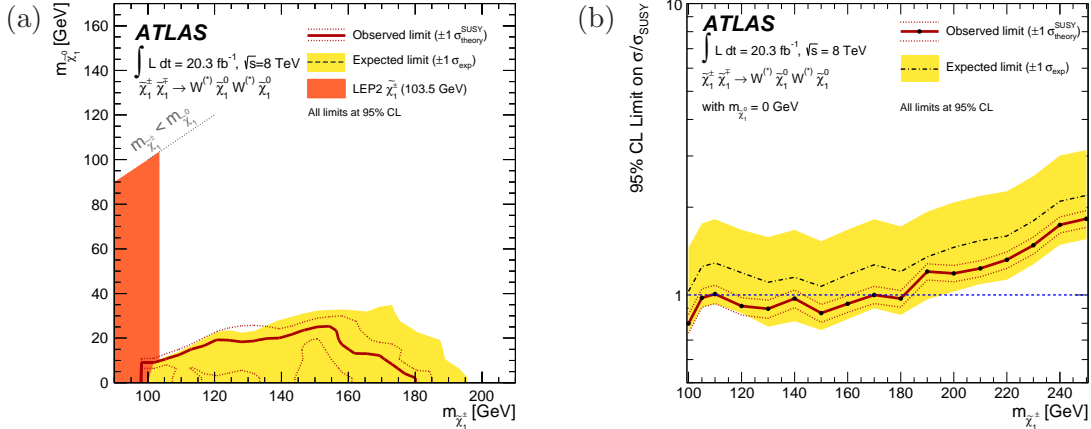 (a)
m_χ̃₁⁰ [GeV]
170
160
140
120
100
80
60
40
20
0
ATLAS
∫ L dt = 20.3 fb⁻¹, √s=8 TeV
χ̃₁± χ̃₁∓ → W(*) χ̃₁⁰ W(*) χ̃₁⁰
Observed limit (±1 σ_theory^SUSY)
Expected limit (±1 σ_exp)
LEP2 χ̃₁± (103.5 GeV)
All limits at 95% CL
m_χ̃₁± < m_χ̃₁⁰
100 120 140 160 180 200
m_χ̃₁± [GeV]
(b)
95% CL Limit on σ/σ_SUSY
10
1
ATLAS
∫ L dt = 20.3 fb⁻¹, √s = 8 TeV
χ̃₁± χ̃₁∓ → W(*) χ̃₁⁰ W(*) χ̃₁⁰
with m_χ̃₁⁰ = 0 GeV
Observed limit (±1 σ_theory^SUSY)
Expected limit (±1 σ_exp)
All limits at 95% CL
100 120 140 160 180 200 220 240
m_χ̃₁± [GeV]